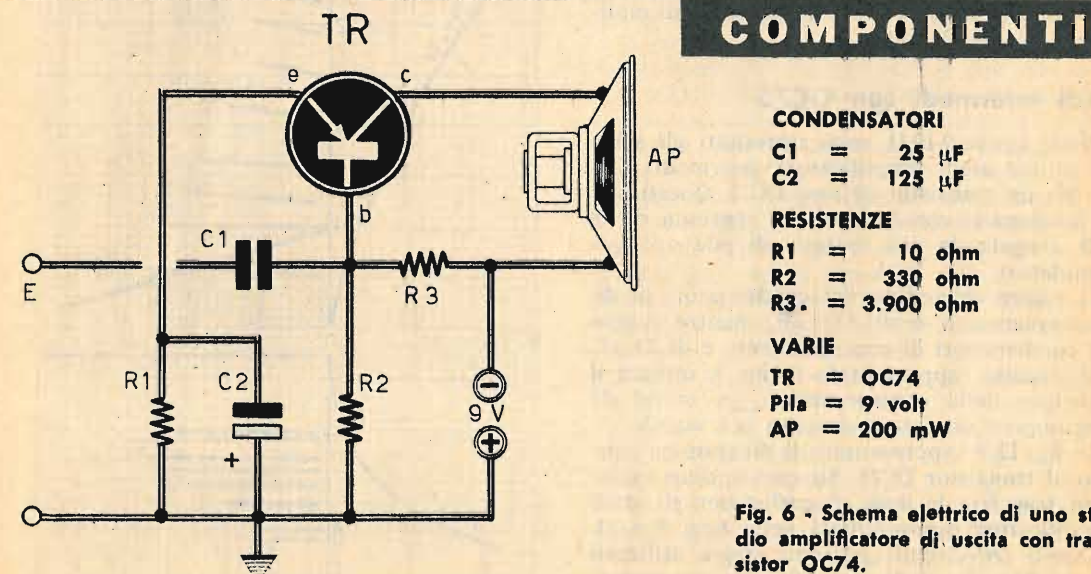 TR
e
c
AP
b
C1
E
R3
R1
C2
R2
−
9 V
+
+
COMPONENTI
CONDENSATORI
C1 = 25 µF
C2 = 125 µF
RESISTENZE
R1 = 10 ohm
R2 = 330 ohm
R3. = 3.900 ohm
VARIE
TR = OC74
Pila = 9 volt
AP = 200 mW
Fig. 6 - Schema elettrico di uno st
dio amplificatore di uscita con tra
sistor OC74.